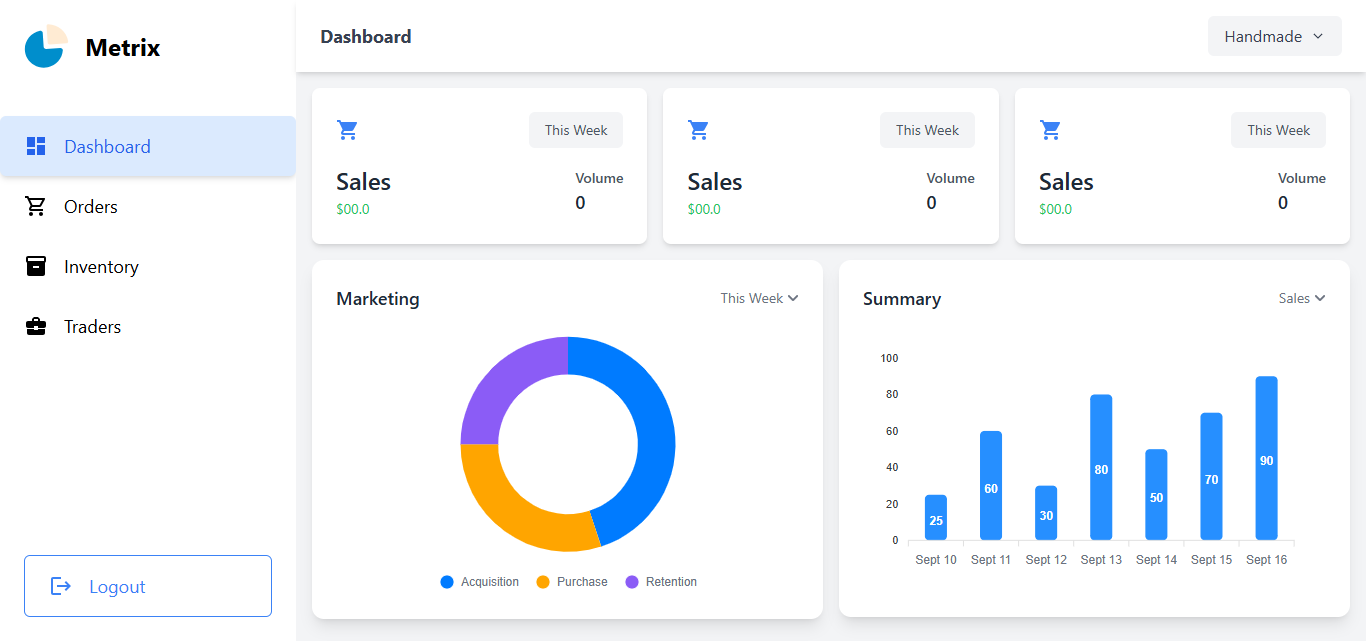 Metrix
Dashboard
Orders
Inventory
Traders
Logout
Dashboard
Handmade
This Week
Sales
$00.0
Volume
0
This Week
Sales
$00.0
Volume
0
This Week
Sales
$00.0
Volume
0
Marketing
This Week
Acquisition Purchase Retention
Summary
Sales
100
80
60
40
20
0
25
60
30
80
50
70
90
Sept 10 Sept 11 Sept 12 Sept 13 Sept 14 Sept 15 Sept 16